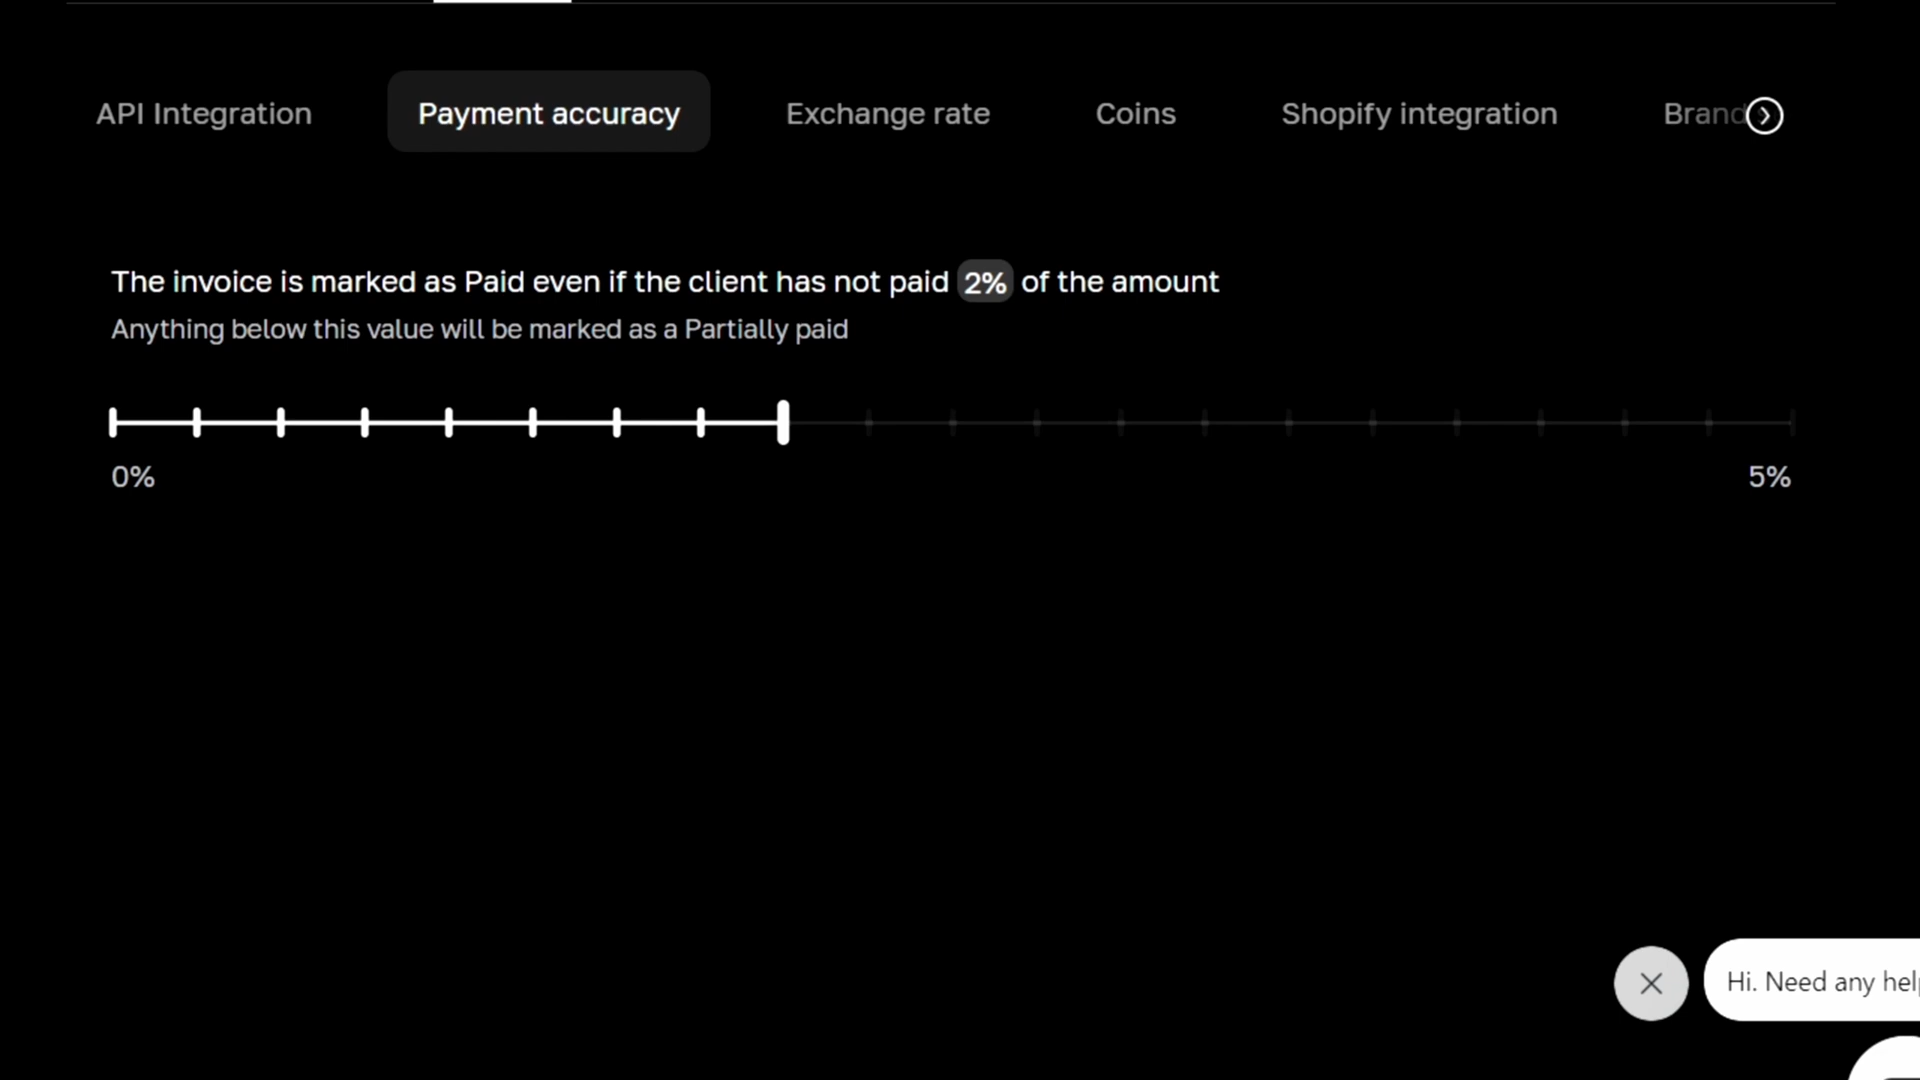 API Integration Payment accuracy Exchange rate Coins Shopify integration Brand
The invoice is marked as Paid even if the client has not paid 2% of the amount
Anything below this value will be marked as a Partially paid
0% 5%
Hi. Need any help